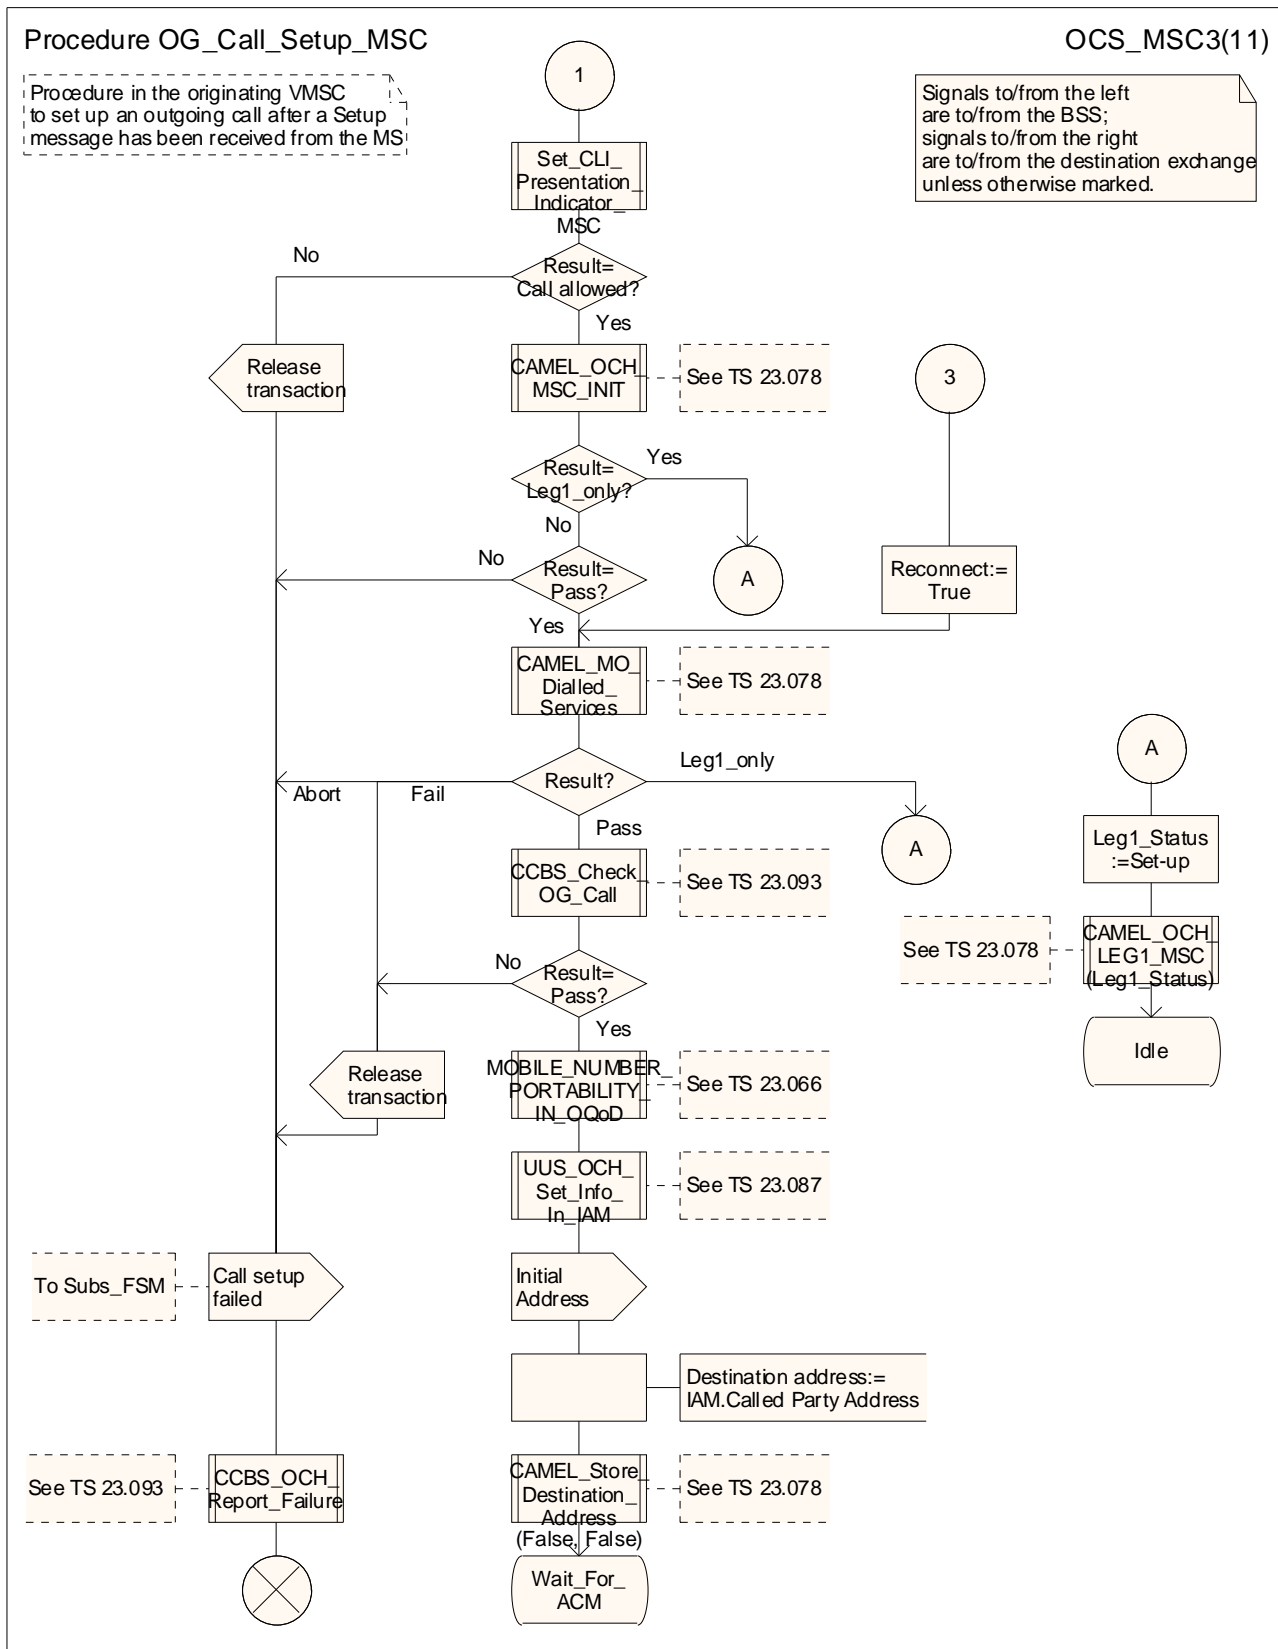 Procedure OG_Call_Setup_MSC
OCS_MSC3(11)
Procedure in the originating VMSC
to set up an outgoing call after a Setup
message has been received from the MS
1
Signals to/from the left
are to/from the BSS;
signals to/from the right
are to/from the destination exchange
unless otherwise marked.
Set_CLI_
Presentation_
Indicator_
MSC
No
Result=
Call allowed?
Yes
Release
transaction
CAMEL_OCH_
MSC_INIT
See TS 23.078
3
Result=
Leg1_only?
Yes
No
No
Result=
Pass?
A
Reconnect:=
True
Yes
CAMEL_MO_
Dialled_
Services
See TS 23.078
A
Result?
Leg1_only
Abort
Fail
Pass
A
Leg1_Status
:=Set-up
CCBS_Check_
OG_Call
See TS 23.093
See TS 23.078
CAMEL_OCH_
LEG1_MSC
(Leg1_Status)
No
Result=
Pass?
Yes
Idle
Release
transaction
MOBILE_NUMBER_
PORTABILITY_
IN_OQoD
See TS 23.066
UUS_OCH_
Set_Info_
In_IAM
See TS 23.087
To Subs_FSM
Call setup
failed
Initial
Address
Destination address:=
IAM.Called Party Address
See TS 23.093
CCBS_OCH_
Report_Failure
CAMEL_Store_
Destination_
Address
(False, False)
See TS 23.078
Wait_For_
ACM